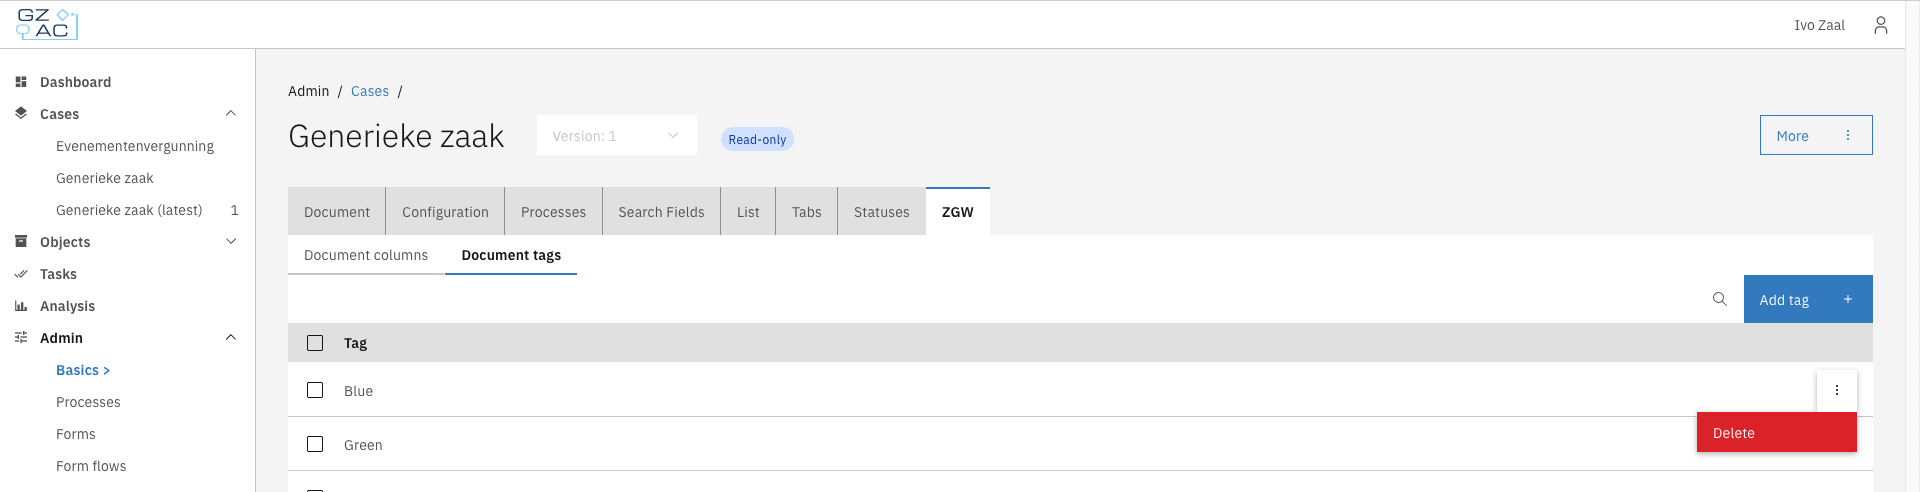 GZ
AC
Ivo Zaal
Dashboard
Cases
Evenementenvergunning
Generieke zaak
Generieke zaak (latest) 1
Objects
Tasks
Analysis
Admin
Basics >
Processes
Forms
Form flows
Admin / Cases /
Generieke zaak Version: 1 Read-only More
Document Configuration Processes Search Fields List Tabs Statuses ZGW
Document columns Document tags
Add tag +
Tag
Blue
Green
Delete